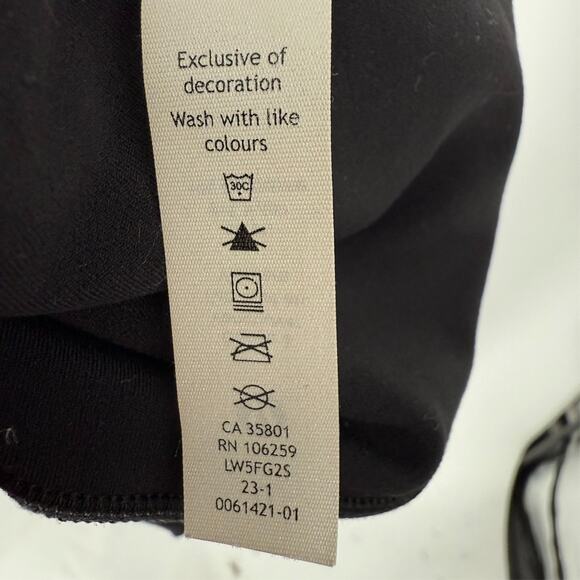 Exclusive of
decoration
Wash with like
colours
30C
CA 35801
RN 106259
LW5FG2S
23-1
0061421-01